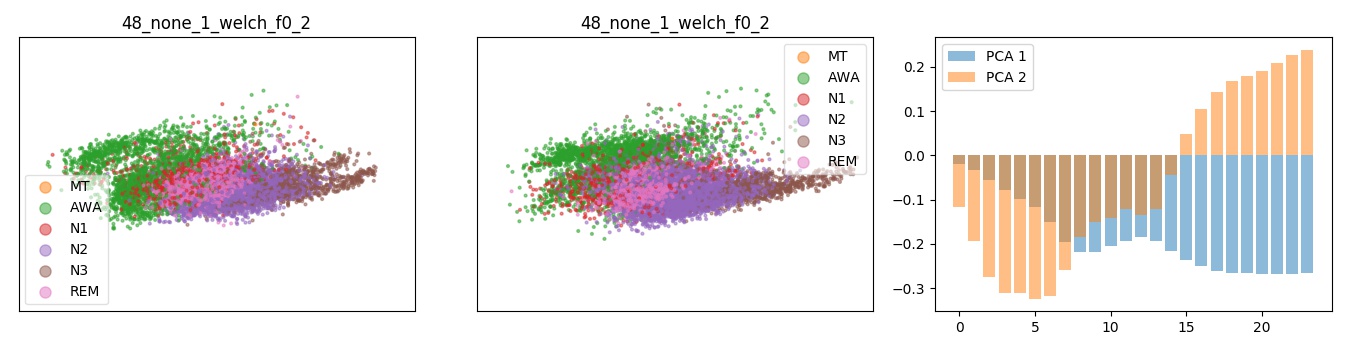 48_none_1_welch_f0_2
MT
AWA
N1
N2
N3
REM
48_none_1_welch_f0_2
MT
AWA
N1
N2
N3
REM
PCA 1
PCA 2
0.2
0.1
0.0
−0.1
−0.2
−0.3
0 5 10 15 20